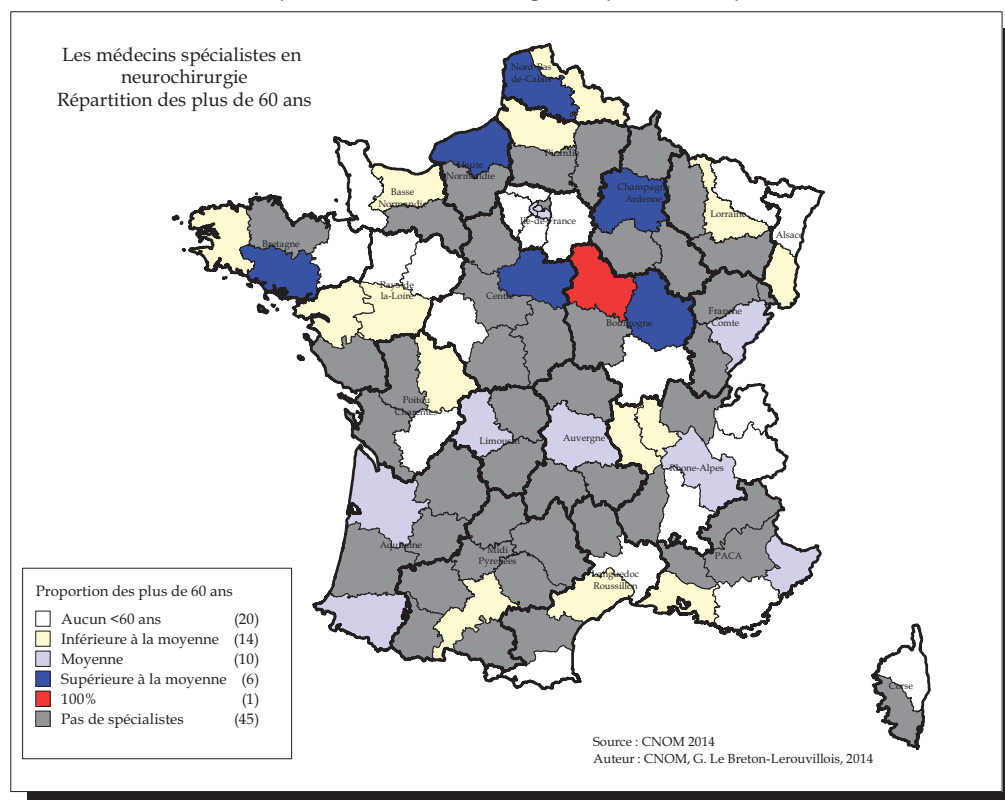 Les médecins spécialistes en
neurochirurgie
Répartition des plus de 60 ans
Nord-Pas
de-Calais
Picardie
Haute
Normandie
Basse
Normandie
Champagne
Ardenne
Lorraine
Ile-de-France
Alsace
Bretagne
Pays de
la-Loire
Centre
Bourgogne
Franche
Comte
Poitou
Charentes
Limousin
Auvergne
Rhone-Alpes
Aquitaine
Midi
Pyrenées
Languedoc
Roussillon
PACA
Corse
Proportion des plus de 60 ans
Aucun <60 ans (20)
Inférieure à la moyenne (14)
Moyenne (10)
Supérieure à la moyenne (6)
100% (1)
Pas de spécialistes (45)
Source : CNOM 2014
Auteur : CNOM, G. Le Breton-Lerouvillois, 2014